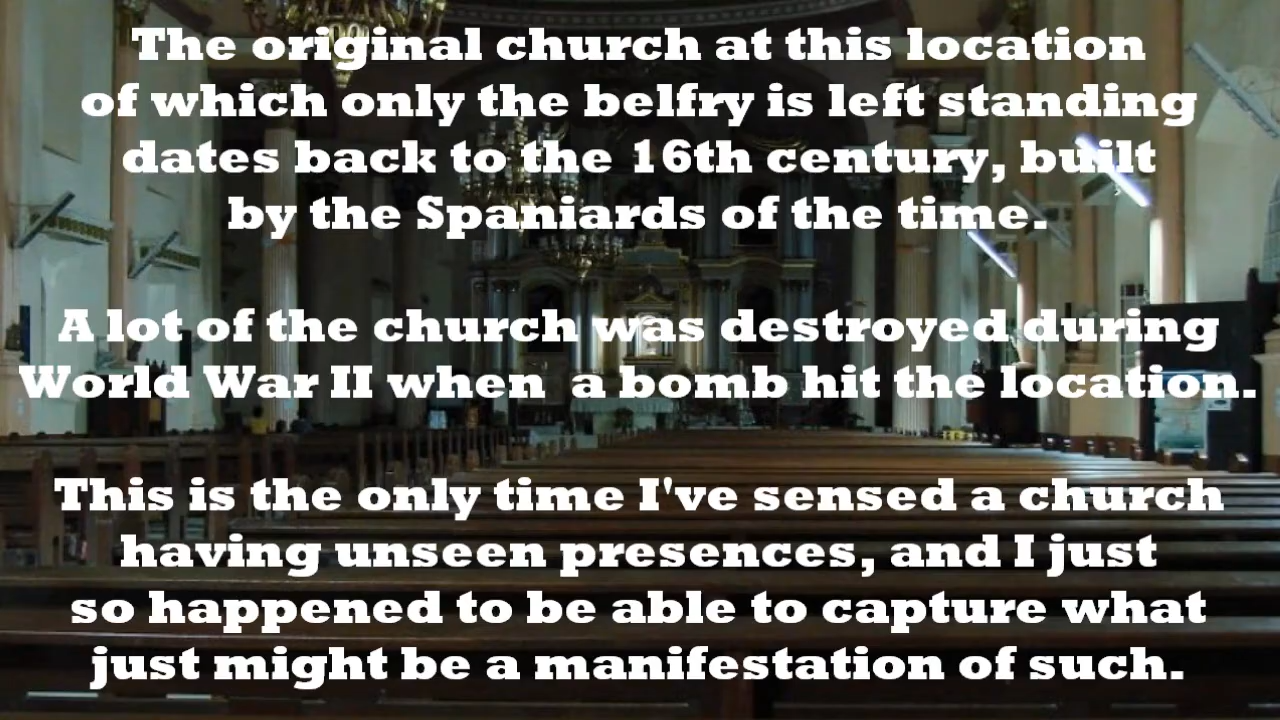 The original church at this location
of which only the belfry is left standing
dates back to the 16th century, built
by the Spaniards of the time.
A lot of the church was destroyed during
World War II when a bomb hit the location.
This is the only time I've sensed a church
having unseen presences, and I just
so happened to be able to capture what
just might be a manifestation of such.